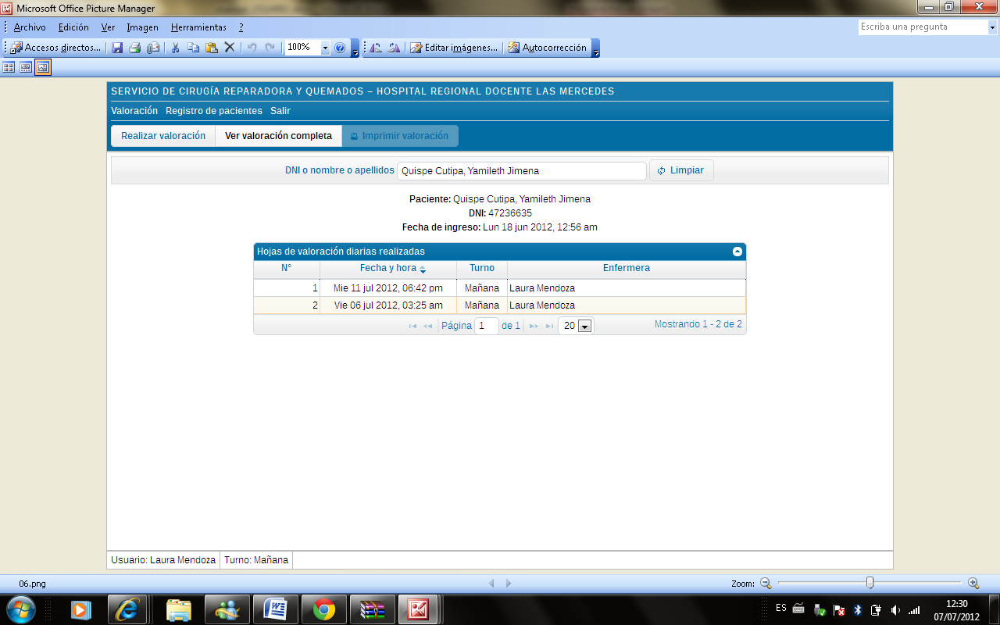 Microsoft Office Picture Manager
Archivo Edición Ver Imagen Herramientas ?
Escriba una pregunta
Accesos directos... 100% Editar imágenes... Autocorrección
SERVICIO DE CIRUGÍA REPARADORA Y QUEMADOS – HOSPITAL REGIONAL DOCENTE LAS MERCEDES
Valoración Registro de pacientes Salir
Realizar valoración Ver valoración completa Imprimir valoración
DNI o nombre o apellidos Quispe Cutipa, Yamileth Jimena Limpiar
Paciente: Quispe Cutipa, Yamileth Jimena
DNI: 47236635
Fecha de ingreso: Lun 18 jun 2012, 12:56 am
Hojas de valoración diarias realizadas
N° Fecha y hora Turno Enfermera
1 Mie 11 jul 2012, 06:42 pm Mañana Laura Mendoza
2 Vie 06 jul 2012, 03:25 am Mañana Laura Mendoza
Página 1 de 1 20 Mostrando 1 - 2 de 2
Usuario: Laura Mendoza Turno: Mañana
06.png Zoom:
ES 12:30
07/07/2012